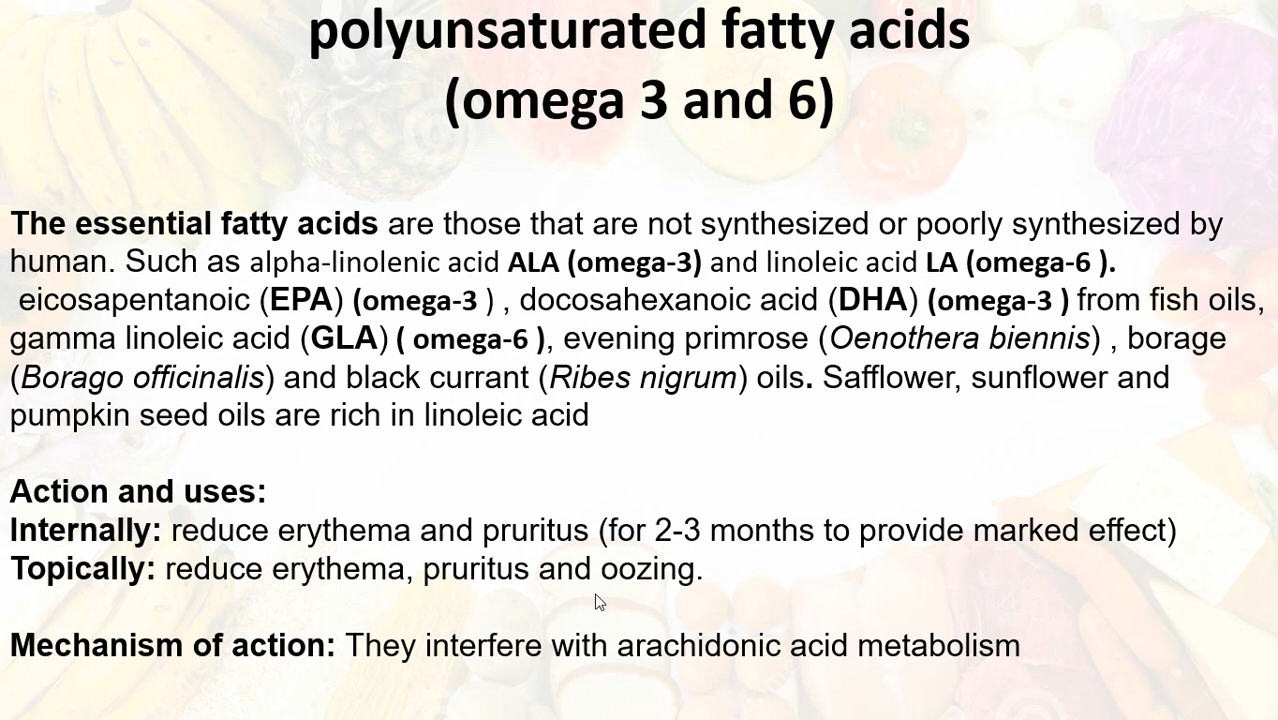 polyunsaturated fatty acids
(omega 3 and 6)
The essential fatty acids are those that are not synthesized or poorly synthesized by
human. Such as alpha-linolenic acid ALA (omega-3) and linoleic acid LA (omega-6 ).
eicosapentanoic (EPA) (omega-3 ) , docosahexanoic acid (DHA) (omega-3 ) from fish oils,
gamma linoleic acid (GLA) ( omega-6 ), evening primrose (Oenothera biennis) , borage
(Borago officinalis) and black currant (Ribes nigrum) oils. Safflower, sunflower and
pumpkin seed oils are rich in linoleic acid
Action and uses:
Internally: reduce erythema and pruritus (for 2-3 months to provide marked effect)
Topically: reduce erythema, pruritus and oozing.
Mechanism of action: They interfere with arachidonic acid metabolism